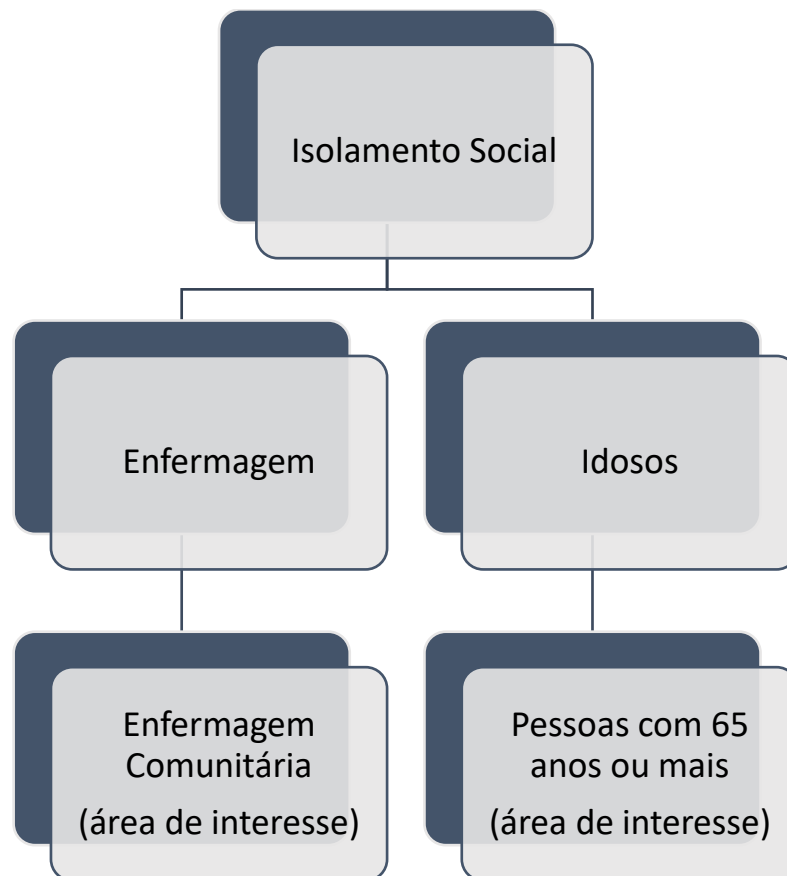 Isolamento Social
Enfermagem
Idosos
Enfermagem
Comunitária
(área de interesse)
Pessoas com 65
anos ou mais
(área de interesse)